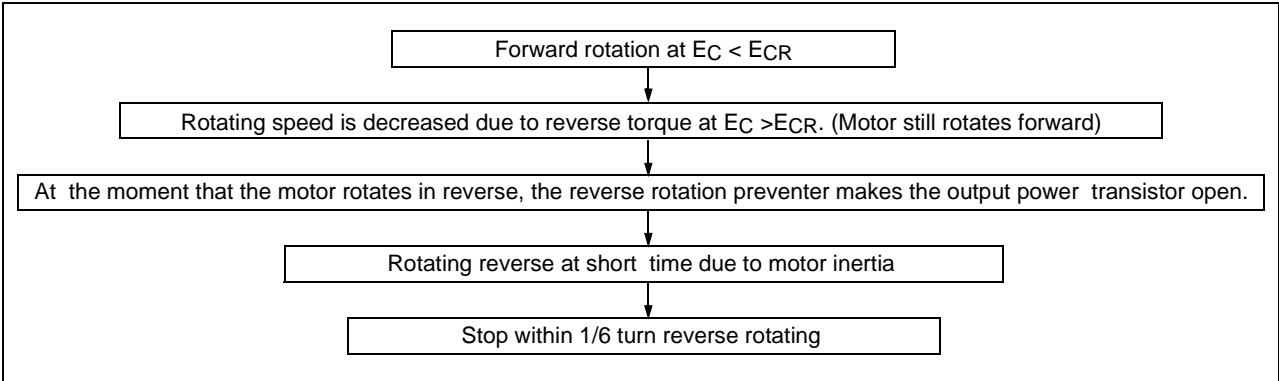 Forward rotation at EC < ECR
Rotating speed is decreased due to reverse torque at EC >ECR. (Motor still rotates forward)
At the moment that the motor rotates in reverse, the reverse rotation preventer makes the output power transistor open.
Rotating reverse at short time due to motor inertia
Stop within 1/6 turn reverse rotating